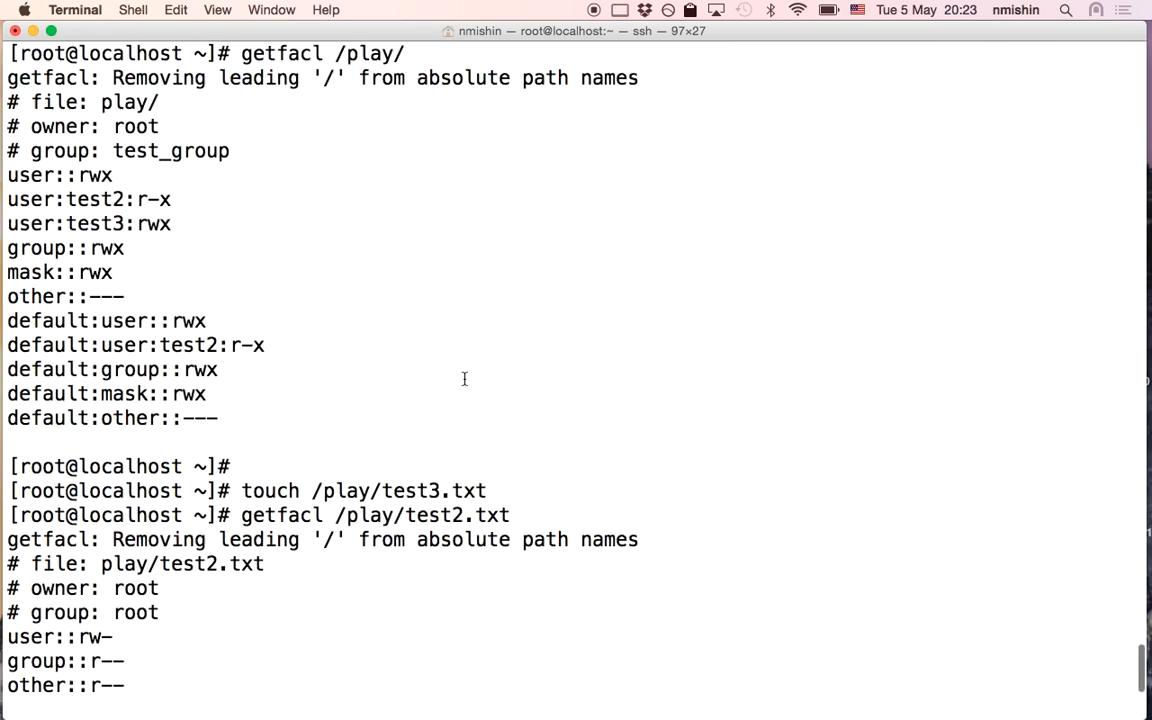 Terminal Shell Edit View Window Help Tue 5 May 20:23 nmishin
nmishin — root@localhost:~ — ssh — 97×27
[root@localhost ~]# getfacl /play/
getfacl: Removing leading '/' from absolute path names
# file: play/
# owner: root
# group: test_group
user::rwx
user:test2:r-x
user:test3:rwx
group::rwx
mask::rwx
other::---
default:user::rwx
default:user:test2:r-x
default:group::rwx
default:mask::rwx
default:other::---
[root@localhost ~]#
[root@localhost ~]# touch /play/test3.txt
[root@localhost ~]# getfacl /play/test2.txt
getfacl: Removing leading '/' from absolute path names
# file: play/test2.txt
# owner: root
# group: root
user::rw-
group::r--
other::r--